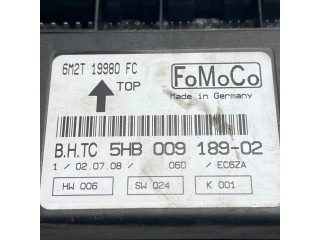 6M2T 19980 FC
FoMoCo
TOP
Made in Germany
B.H.TC 5HB 009 189-02
1 / 02.07.08 / 060 / EC6ZA
HW 006 SW 024 K 001